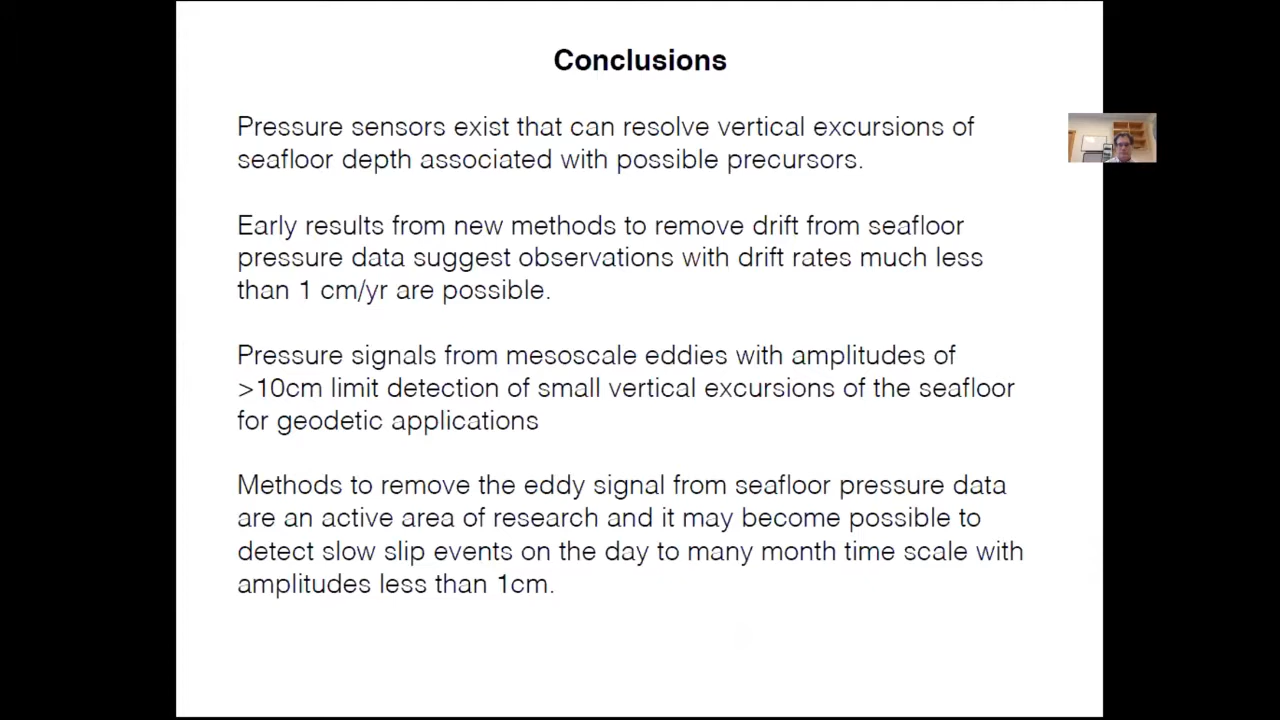 Conclusions
Pressure sensors exist that can resolve vertical excursions of
seafloor depth associated with possible precursors.
Early results from new methods to remove drift from seafloor
pressure data suggest observations with drift rates much less
than 1 cm/yr are possible.
Pressure signals from mesoscale eddies with amplitudes of
>10cm limit detection of small vertical excursions of the seafloor
for geodetic applications
Methods to remove the eddy signal from seafloor pressure data
are an active area of research and it may become possible to
detect slow slip events on the day to many month time scale with
amplitudes less than 1cm.